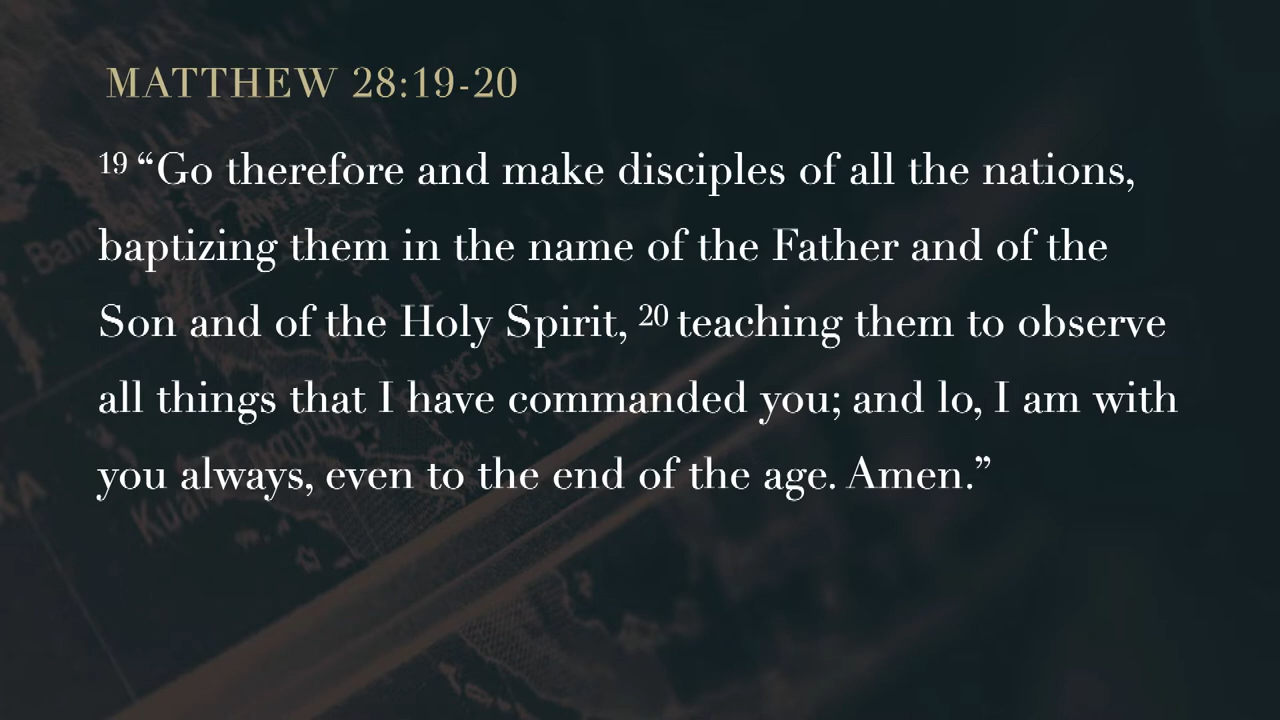 MATTHEW 28:19-20
19 “Go therefore and make disciples of all the nations,
baptizing them in the name of the Father and of the
Son and of the Holy Spirit, 20 teaching them to observe
all things that I have commanded you; and lo, I am with
you always, even to the end of the age. Amen.”